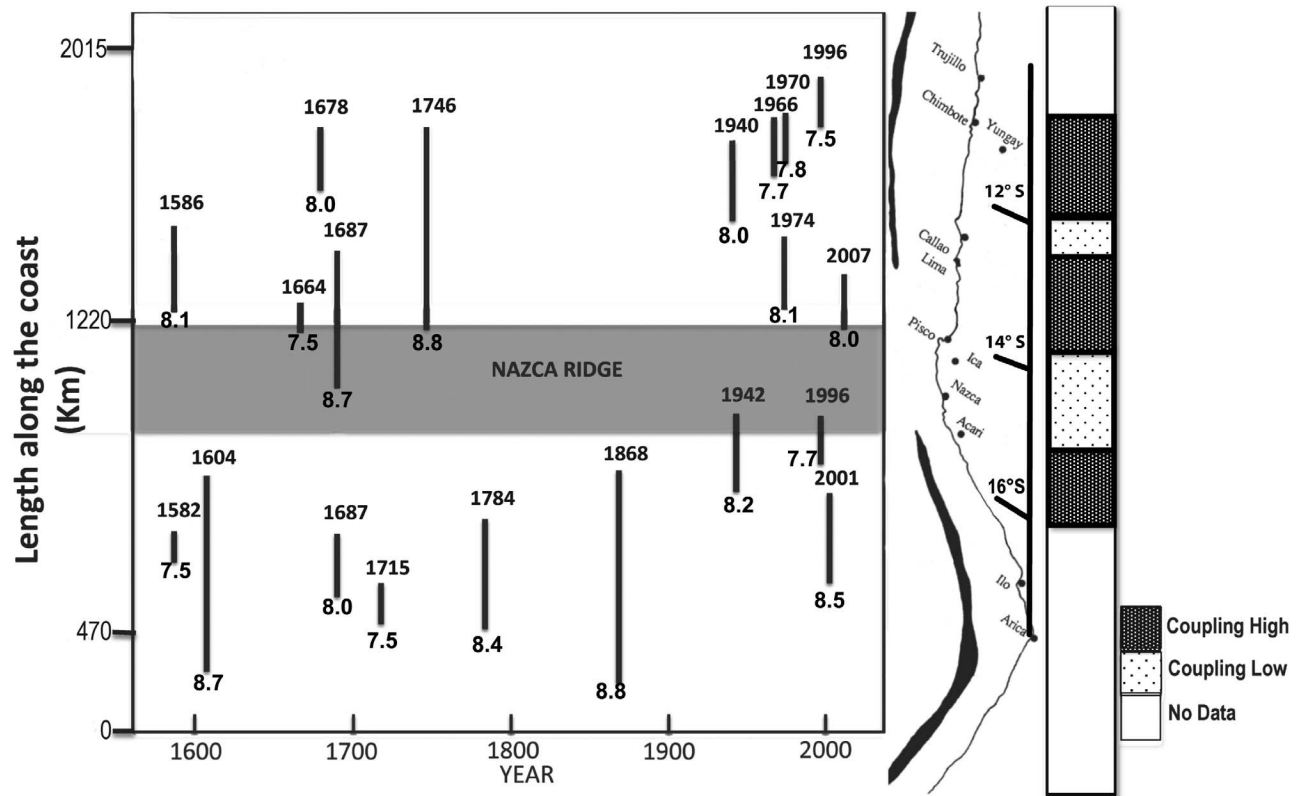 2015
1996
1970
1678
1746
1966
Trujillo
Chimbote
1940
Yungay
7.5
7.8
7.7
12° S
8.0
1586
1687
1974
8.0
Callao
2007
Lima
1664
8.1
8.1
1220
Pisco
7.5
8.8
8.0
14° S
Ica
NAZCA RIDGE
8.7
1942
1996
Nazca
Acari
Length along the coast
(Km)
1604
1868
7.7
2001
16°S
1582
1687
1784
8.2
7.5
1715
Ilo
8.0
8.5
Arica
470
7.5
8.4
Coupling High
8.7
8.8
Coupling Low
No Data
0
1600
1700
1800
1900
2000
YEAR